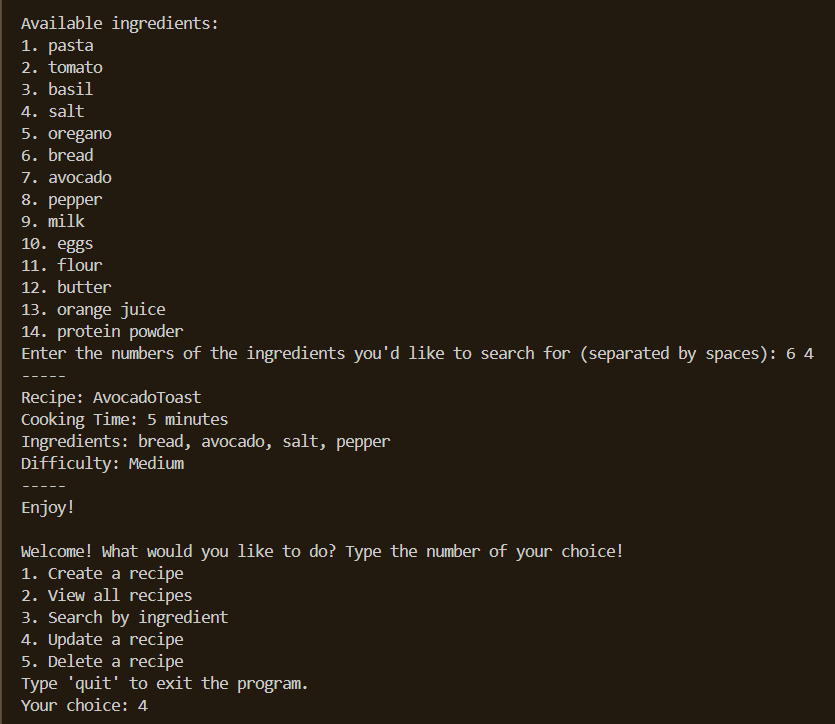 Available ingredients:
1. pasta
2. tomato
3. basil
4. salt
5. oregano
6. bread
7. avocado
8. pepper
9. milk
10. eggs
11. flour
12. butter
13. orange juice
14. protein powder
Enter the numbers of the ingredients you'd like to search for (separated by spaces): 6 4
-----
Recipe: AvocadoToast
Cooking Time: 5 minutes
Ingredients: bread, avocado, salt, pepper
Difficulty: Medium
-----
Enjoy!

Welcome! What would you like to do? Type the number of your choice!
1. Create a recipe
2. View all recipes
3. Search by ingredient
4. Update a recipe
5. Delete a recipe
Type 'quit' to exit the program.
Your choice: 4